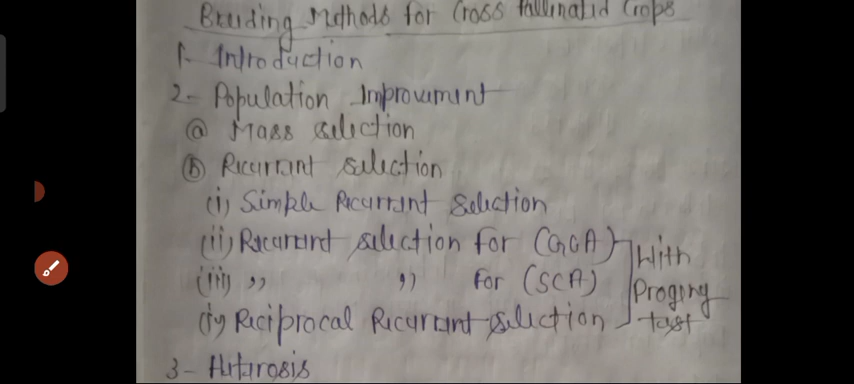 Breeding Methods for Cross Pollinated Crops
1- Introduction
2- Population Improvement
ⓐ Mass selection
ⓑ Recurrent selection
(i) Simple Recurrent Selection
(ii) Recurrent selection for (GCA)
(iii) ,, ,, For (SCA)
(iv) Reciprocal Recurrent selection
With
Progeny
test
3- Heterosis